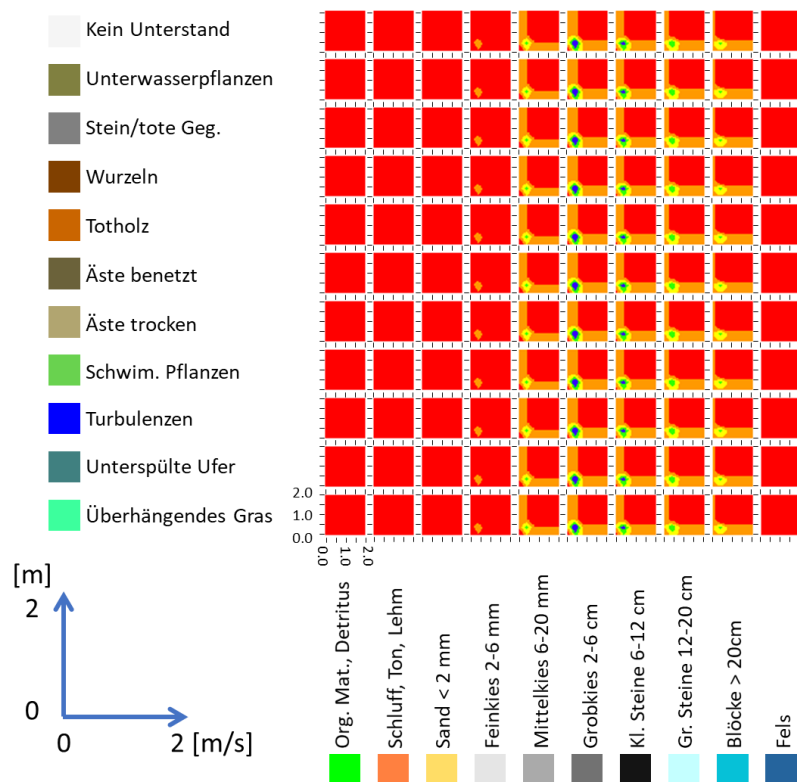 Kein Unterstand
Unterwasserpflanzen
Stein/tote Geg.
Wurzeln
Totholz
Äste benetzt
Äste trocken
Schwim. Pflanzen
Turbulenzen
Unterspülte Ufer
Überhängendes Gras
2.0
1.0
0.0
0.0
1.0
2.0
[m]
2
0
0
2 [m/s]
Org. Mat., Detritus
Schluff, Ton, Lehm
Sand < 2 mm
Feinkies 2-6 mm
Mittelkies 6-20 mm
Grobkies 2-6 cm
Kl. Steine 6-12 cm
Gr. Steine 12-20 cm
Blöcke > 20cm
Fels